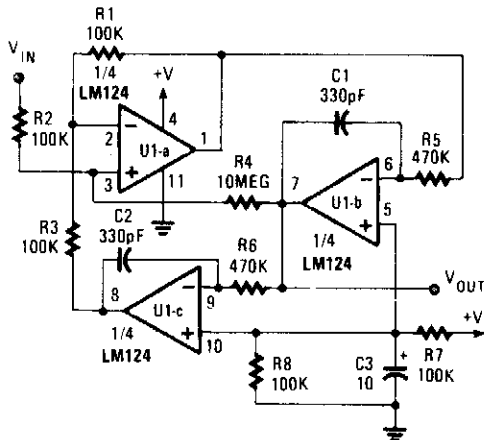 R1
100K
V_IN
1/4
LM124
+V
4
2
1
3
11
U1-a
R2
100K
R3
100K
R4
10MEG
C1
330pF
R5
470K
6
7
5
U1-b
1/4
LM124
C2
330pF
R6
470K
8
9
10
U1-c
1/4
LM124
V_OUT
+V
R8
100K
C3
10
+
R7
100K